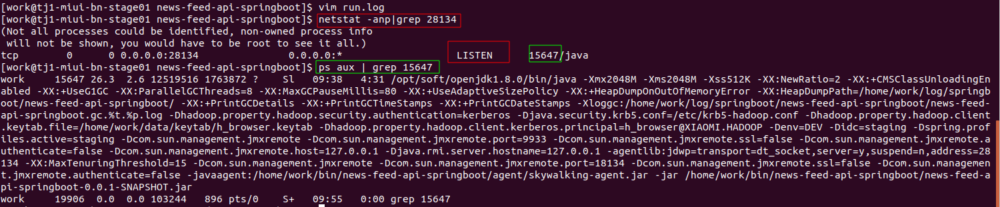 [work@tj1-miui-bn-stage01 news-feed-api-springboot]$ vim run.log
[work@tj1-miui-bn-stage01 news-feed-api-springboot]$ netstat -anp|grep 28134
(Not all processes could be identified, non-owned process info
 will not be shown, you would have to be root to see it all.)
tcp        0      0 0.0.0.0:28134               0.0.0.0:*                   LISTEN      15647/java
[work@tj1-miui-bn-stage01 news-feed-api-springboot]$ ps aux | grep 15647
work     15647 26.3  2.6 12519516 1763872 ?    Sl   09:38   4:31 /opt/soft/openjdk1.8.0/bin/java -Xmx2048M -Xms2048M -Xss512K -XX:NewRatio=2 -XX:+CMSClassUnloadingEn
abled -XX:+UseG1GC -XX:ParallelGCThreads=8 -XX:MaxGCPauseMillis=80 -XX:+UseAdaptiveSizePolicy -XX:+HeapDumpOnOutOfMemoryError -XX:HeapDumpPath=/home/work/log/springb
oot/news-feed-api-springboot/ -XX:+PrintGCDetails -XX:+PrintGCTimeStamps -XX:+PrintGCDateStamps -Xloggc:/home/work/log/springboot/news-feed-api-springboot/news-feed-
api-springboot.gc.%t.%p.log -Dhadoop.property.hadoop.security.authentication=kerberos -Djava.security.krb5.conf=/etc/krb5-hadoop.conf -Dhadoop.property.hadoop.client
.keytab.file=/home/work/data/keytab/h_browser.keytab -Dhadoop.property.hadoop.client.kerberos.principal=h_browser@XIAOMI.HADOOP -Denv=DEV -Didc=staging -Dspring.prof
iles.active=staging -Dcom.sun.management.jmxremote -Dcom.sun.management.jmxremote.port=9933 -Dcom.sun.management.jmxremote.ssl=false -Dcom.sun.management.jmxremote.a
uthenticate=false -Dcom.sun.management.jmxremote.host=127.0.0.1 -Djava.rmi.server.hostname=127.0.0.1 -agentlib:jdwp=transport=dt_socket,server=y,suspend=n,address=28
134 -XX:MaxTenuringThreshold=15 -Dcom.sun.management.jmxremote -Dcom.sun.management.jmxremote.port=18134 -Dcom.sun.management.jmxremote.ssl=false -Dcom.sun.managemen
t.jmxremote.authenticate=false -javaagent:/home/work/bin/news-feed-api-springboot/agent/skywalking-agent.jar -jar /home/work/bin/news-feed-api-springboot/news-feed-a
pi-springboot-0.0.1-SNAPSHOT.jar
work     19906  0.0  0.0 103244   896 pts/0    S+   09:55   0:00 grep 15647